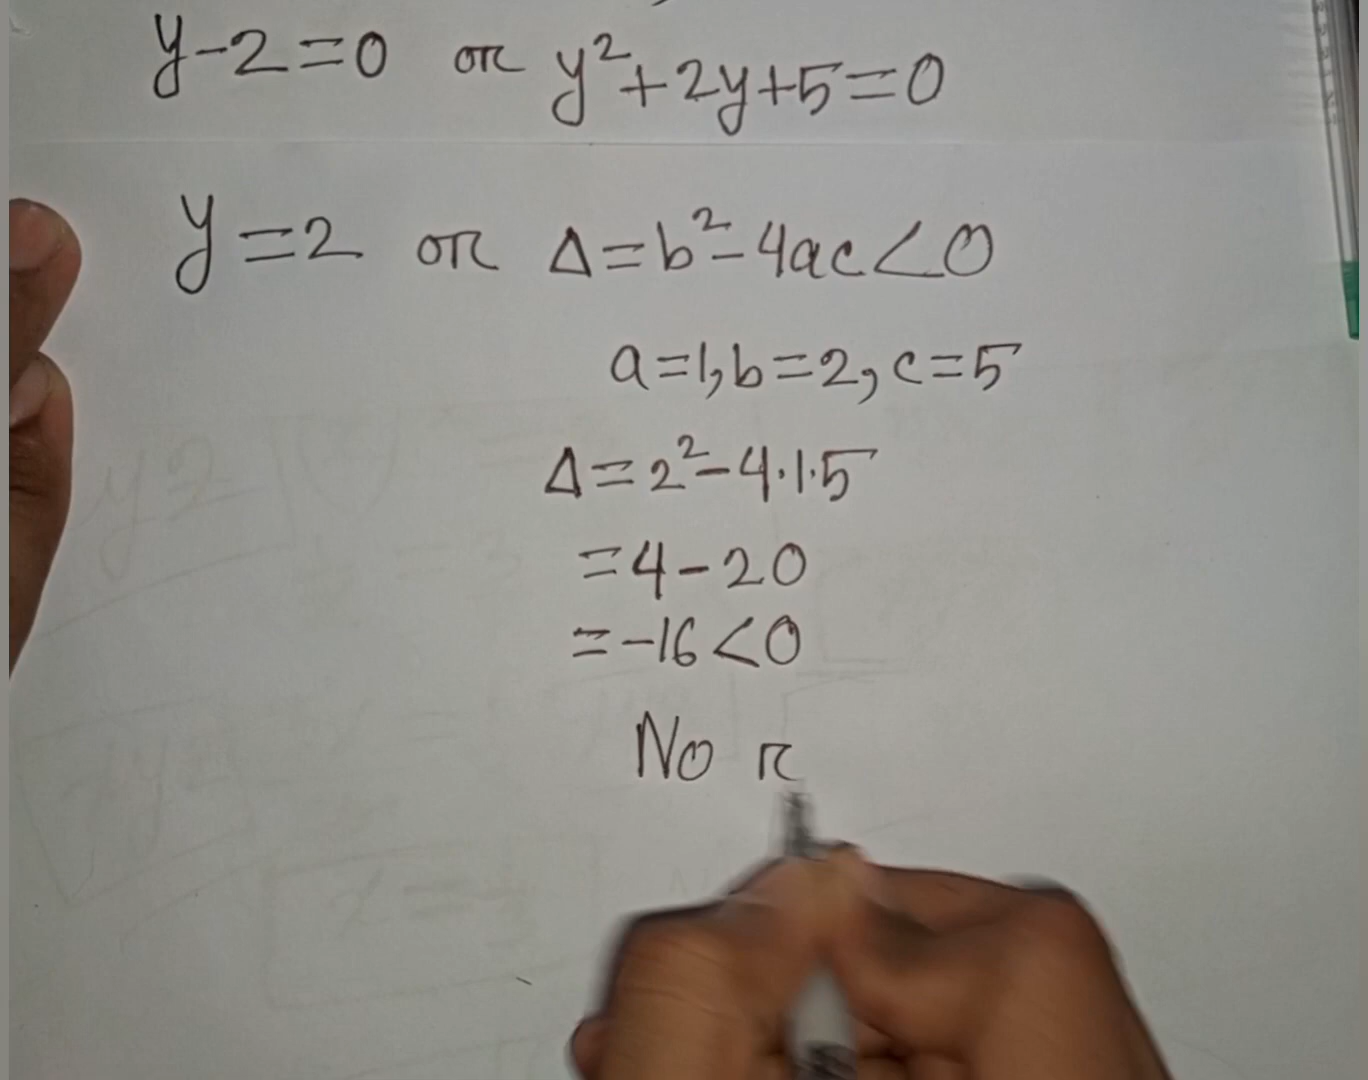 y-2=0 or y²+2y+5=0
y=2 or Δ=b²-4ac<0
a=1, b=2, c=5
Δ=2²-4·1·5
=4-20
=-16<0
No r